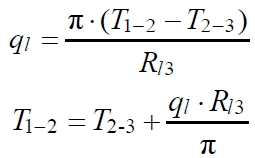 q_l = π·(T_{1–2} − T_{2–3}) / R_{l3}
T_{1–2} = T_{2-3} + q_l · R_{l3} / π